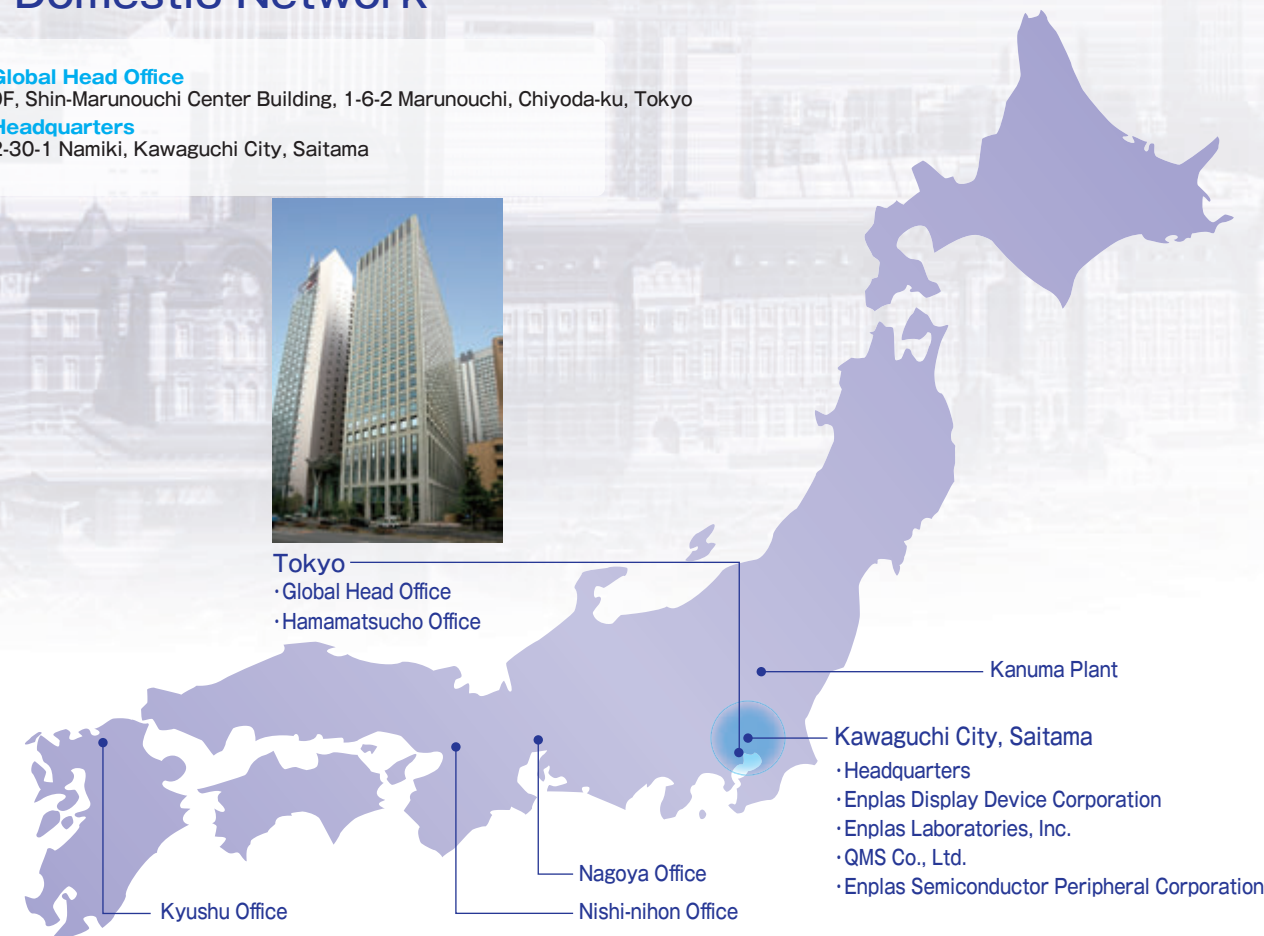 Domestic Network
Global Head Office
9F, Shin-Marunouchi Center Building, 1-6-2 Marunouchi, Chiyoda-ku, Tokyo
Headquarters
2-30-1 Namiki, Kawaguchi City, Saitama
Tokyo
·Global Head Office
·Hamamatsucho Office
Kanuma Plant
Kawaguchi City, Saitama
·Headquarters
·Enplas Display Device Corporation
·Enplas Laboratories, Inc.
·QMS Co., Ltd.
·Enplas Semiconductor Peripheral Corporation
Nagoya Office
Nishi-nihon Office
Kyushu Office